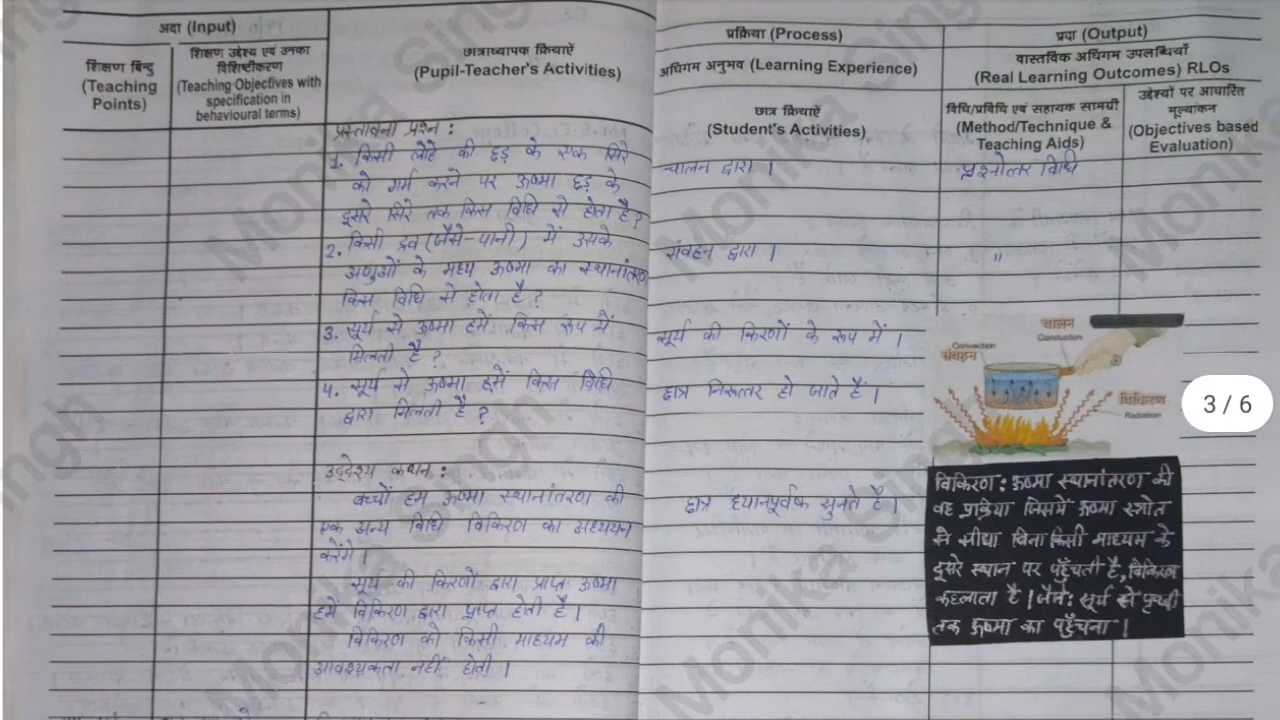 अदा (Input)
शिक्षण बिन्दु
(Teaching
Points)
शिक्षण उद्देश्य एवं उनका
विशिष्टीकरण
(Teaching Objectives with
specification in
behavioural terms)
छात्राध्यापक क्रियाऐं
(Pupil-Teacher's Activities)
प्रस्तावना प्रश्न :
1. किसी लोहे की छड़ के एक सिरे
को गर्म करने पर ऊष्मा छड़ के
दूसरे सिरे तक किस विधि से होता है?
2. किसी द्रव (जैसे-पानी) में उसके
अणुओं के मध्य ऊष्मा का स्थानांतरण
किस विधि से होता है?
3. सूर्य से ऊष्मा हमें किस रूप में
मिलती है?
4. सूर्य से ऊष्मा हमें किस विधि
द्वारा मिलती है?
उद्देश्य कथन :
बच्चों हम ऊष्मा स्थानांतरण की
एक अन्य विधि विकिरण का अध्ययन
करेंगे।
सूर्य की किरणों द्वारा प्राप्त ऊष्मा
हमें विकिरण द्वारा प्राप्त होती है।
विकिरण को किसी माध्यम की
आवश्यकता नहीं होती।
प्रक्रिया (Process)
अधिगम अनुभव (Learning Experience)
छात्र क्रियाऐं
(Student's Activities)
चालन द्वारा।
संवहन द्वारा।
सूर्य की किरणों के रूप में।
छात्र निरुत्तर हो जाते हैं।
छात्र ध्यानपूर्वक सुनते है।
प्रदा (Output)
वास्तविक अधिगम उपलब्धियाँ
(Real Learning Outcomes) RLOs
विधि/प्रविधि एवं सहायक सामग्री
(Method/Technique &
Teaching Aids)
उद्देश्यों पर आधारित
मूल्यांकन
(Objectives based
Evaluation)
प्रश्नोत्तर विधि
"
चालन
Conduction
Convection
संवहन
विकिरण
Radiation
विकिरण: ऊष्मा स्थानांतरण की
वह प्रक्रिया जिसमें ऊष्मा स्त्रोत
से सीधा बिना किसी माध्यम के
दूसरे स्थान पर पहुँचती है, विकिरण
कहलाता है। जैसे: सूर्य से पृथ्वी
तक ऊष्मा का पहुँचना।
3 / 6
Monika Singh